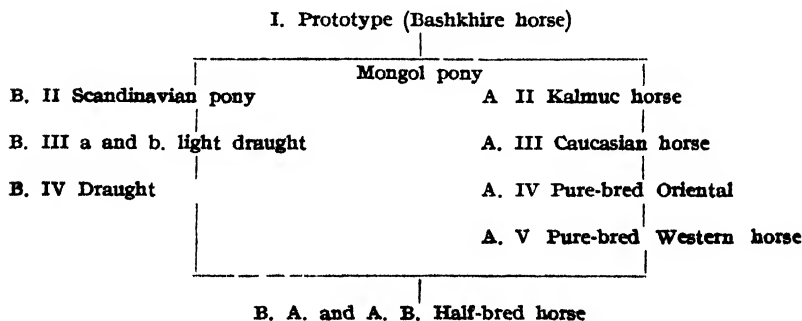 I. Prototype (Bashkhire horse)
Mongol pony
B. II Scandinavian pony
A II Kalmuc horse
B. III a and b. light draught
A. III Caucasian horse
B. IV Draught
A. IV Pure-bred Oriental
A. V Pure-bred Western horse
B. A. and A. B. Half-bred horse